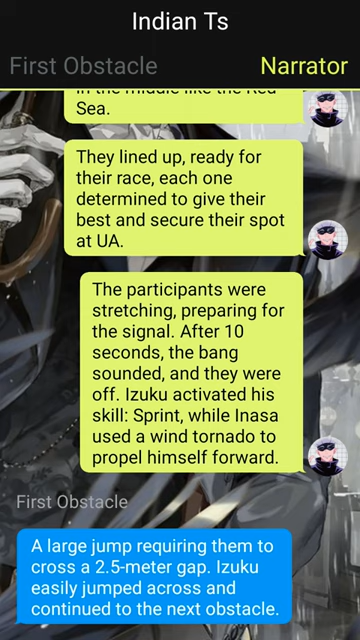 Indian Ts
First Obstacle
Narrator
in the middle like the Red
Sea.
They lined up, ready for
their race, each one
determined to give their
best and secure their spot
at UA.
The participants were
stretching, preparing for
the signal. After 10
seconds, the bang
sounded, and they were
off. Izuku activated his
skill: Sprint, while Inasa
used a wind tornado to
propel himself forward.
First Obstacle
A large jump requiring them to
cross a 2.5-meter gap. Izuku
easily jumped across and
continued to the next obstacle.